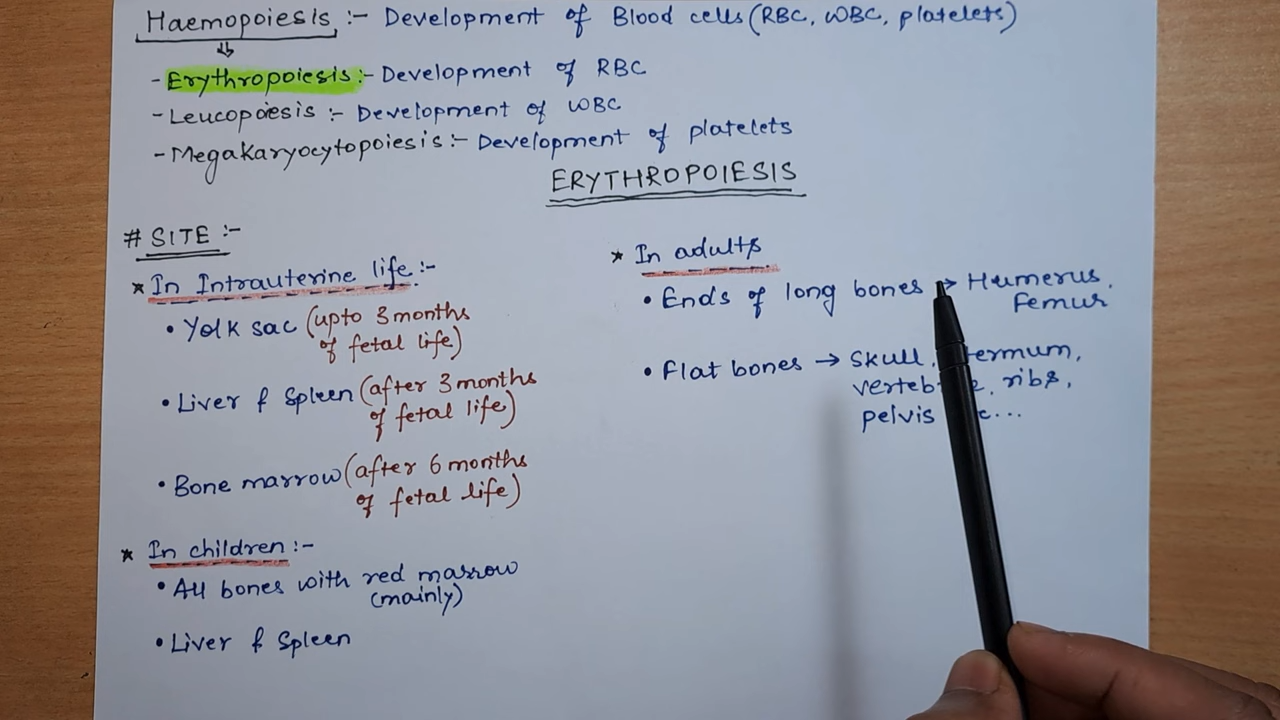 Haemopoiesis :- Development of Blood cells (RBC, WBC, platelets)
- Erythropoiesis :- Development of RBC
- Leucopoiesis :- Development of WBC
- Megakaryocytopoiesis :- Development of platelets
ERYTHROPOIESIS
# SITE :-
* In Intrauterine life :-
• Yolk sac (upto 3 months
of fetal life)
• Liver & Spleen (after 3 months
of fetal life)
• Bone marrow (after 6 months
of fetal life)
* In children :-
• All bones with red marrow
(mainly)
• Liver & Spleen
* In adults
• Ends of long bones → Humerus,
Femur
• Flat bones → Skull,
ribs,
pelvis